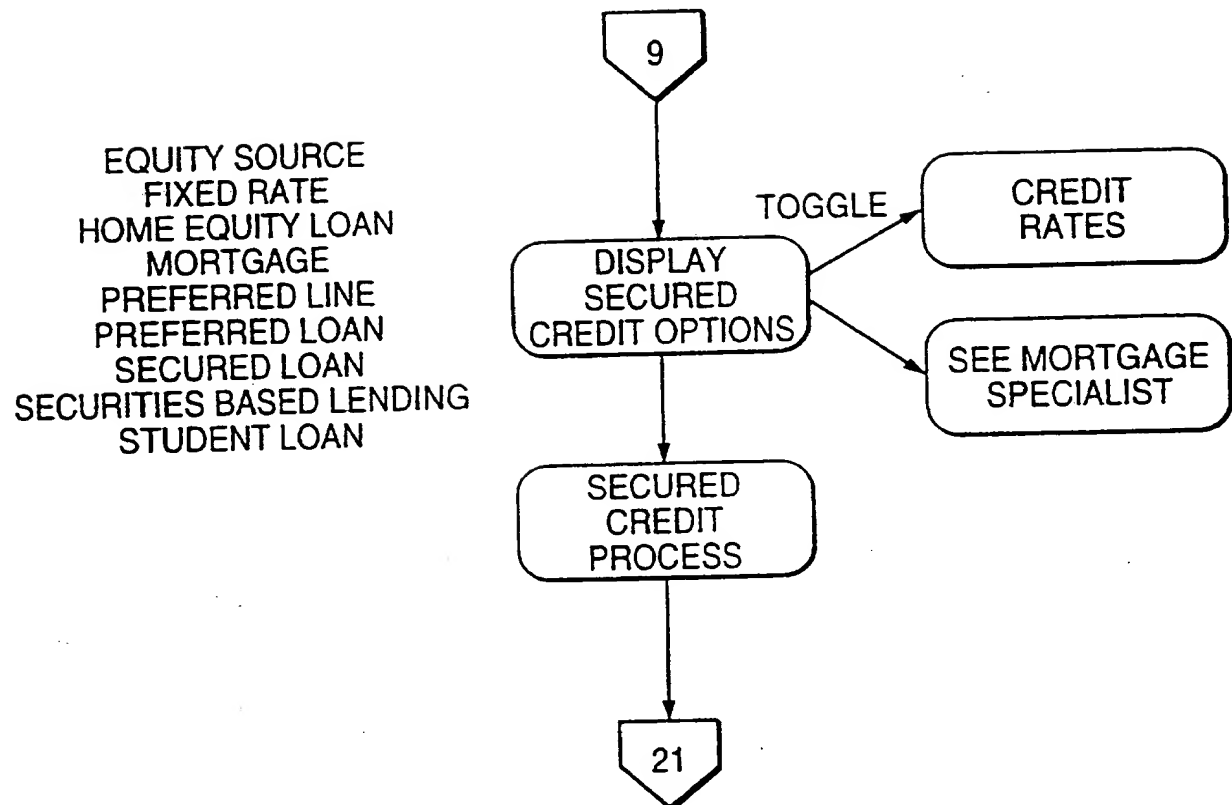 9
EQUITY SOURCE
FIXED RATE
HOME EQUITY LOAN
MORTGAGE
PREFERRED LINE
PREFERRED LOAN
SECURED LOAN
SECURITIES BASED LENDING
STUDENT LOAN
DISPLAY
SECURED
CREDIT OPTIONS
TOGGLE
CREDIT
RATES
SEE MORTGAGE
SPECIALIST
SECURED
CREDIT
PROCESS
21